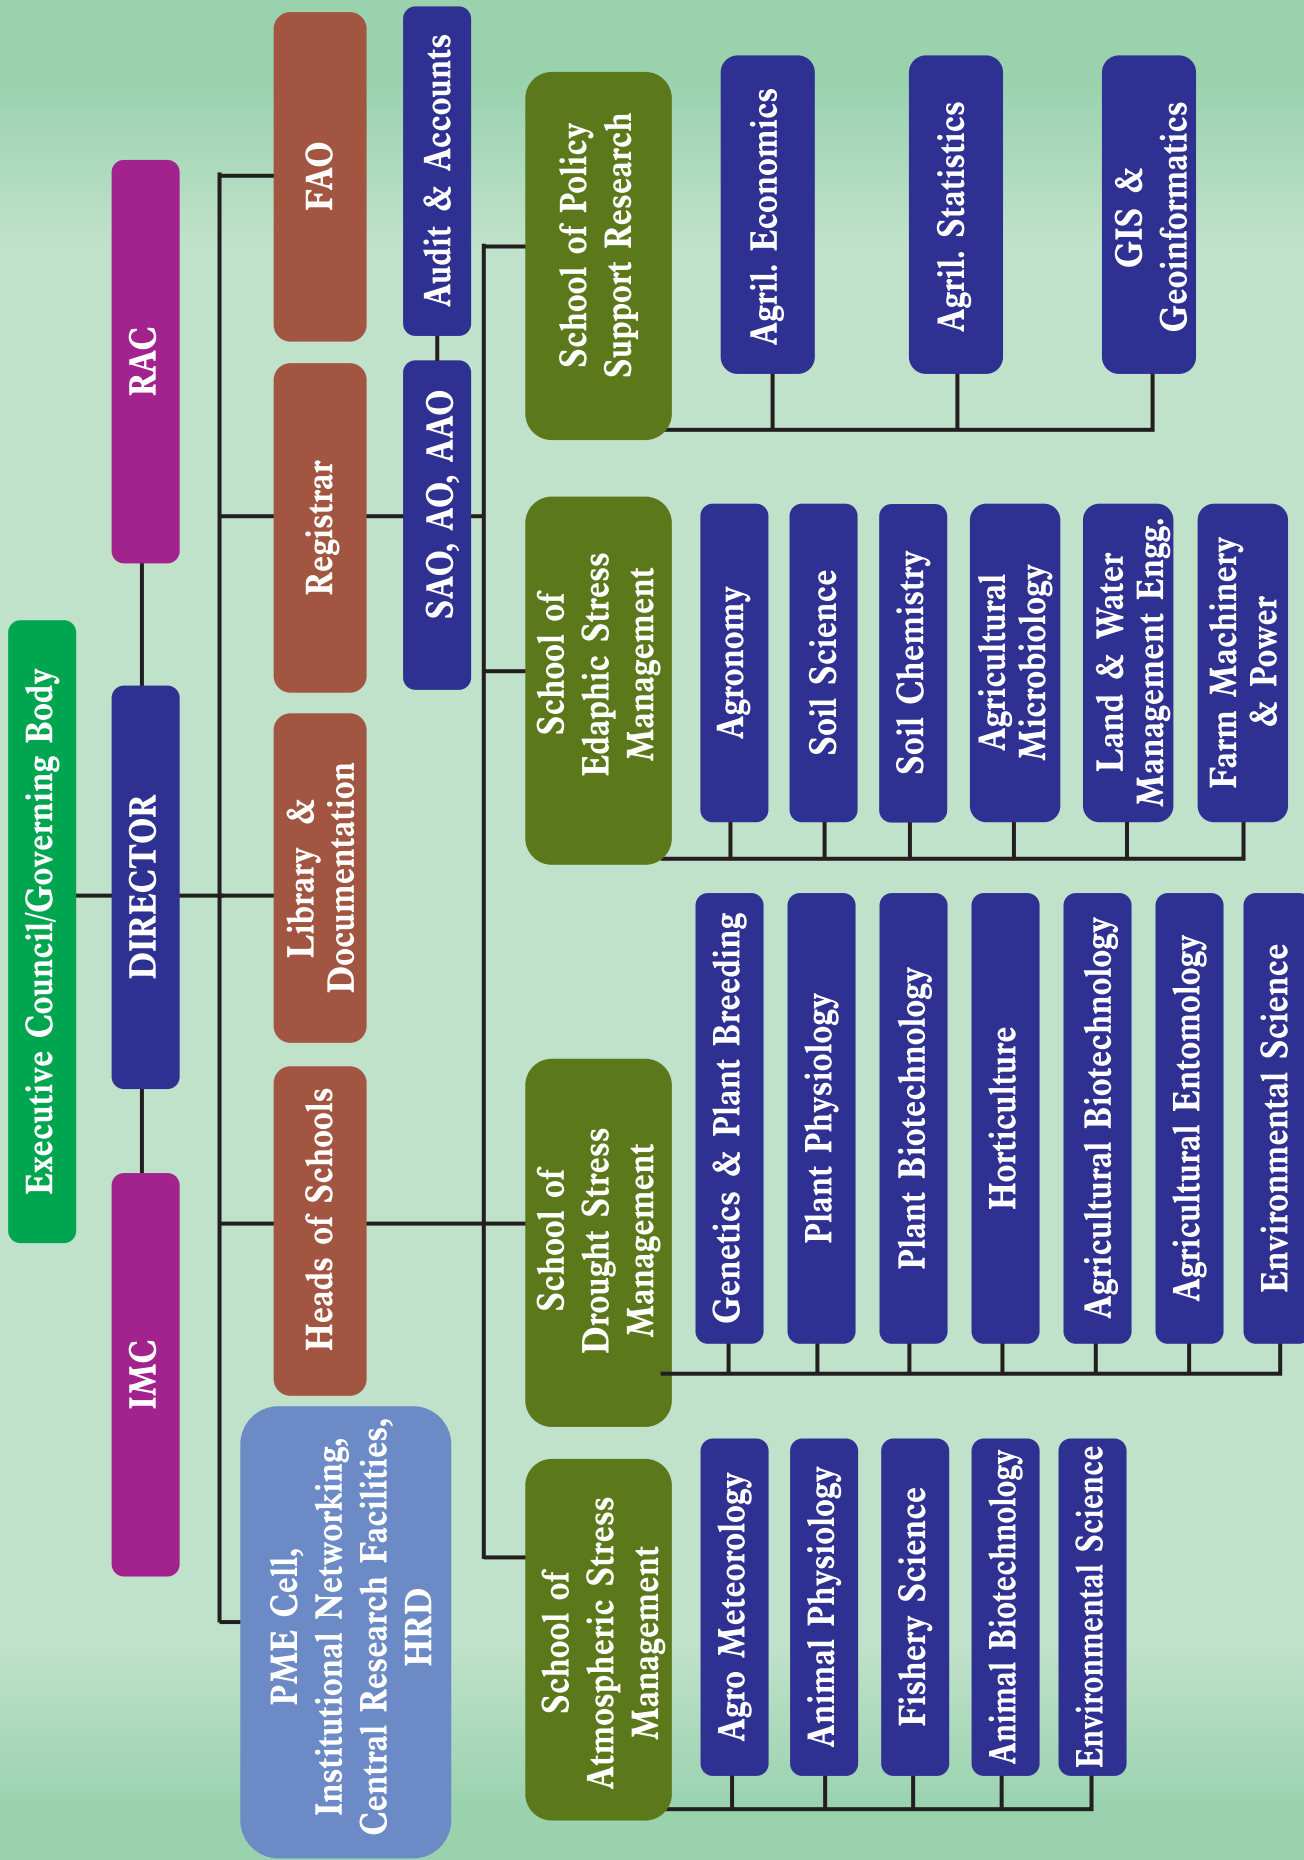 Executive Council/Governing Body
IMC
DIRECTOR
RAC
PME Cell,
Institutional Networking,
Central Research Facilities,
HRD
Heads of Schools
Library &
Documentation
Registrar
FAO
SAO, AO, AAO
Audit & Accounts
School of
Atmospheric Stress
Management
Agro Meteorology
Animal Physiology
Fishery Science
Animal Biotechnology
Environmental Science
School of
Drought Stress
Management
Genetics & Plant Breeding
Plant Physiology
Plant Biotechnology
Horticulture
Agricultural Biotechnology
Agricultural Entomology
Environmental Science
School of
Edaphic Stress
Management
Agronomy
Soil Science
Soil Chemistry
Agricultural
Microbiology
Land & Water
Management Engg.
Farm Machinery
& Power
School of Policy
Support Research
Agril. Economics
Agril. Statistics
GIS &
Geoinformatics